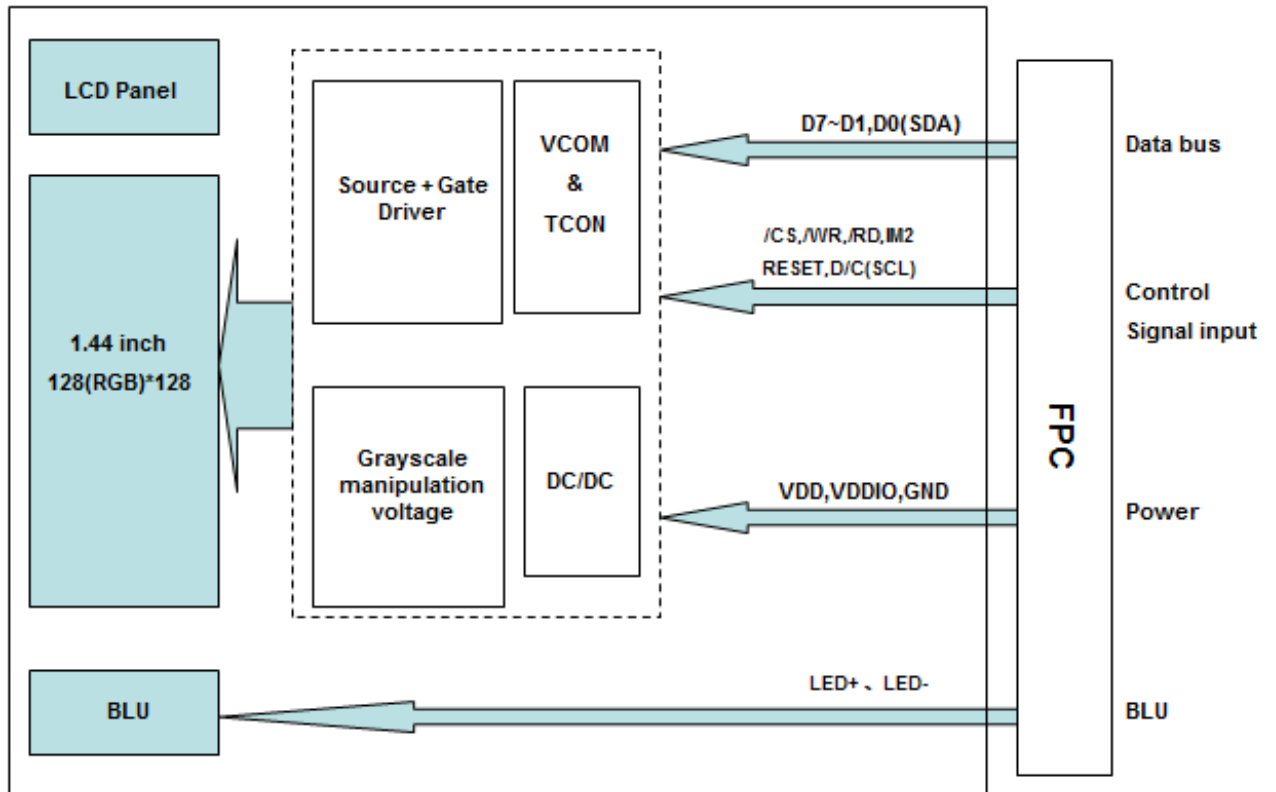 LCD Panel
1.44 inch
128(RGB)*128
BLU
Source + Gate
Driver
VCOM
&
TCON
Grayscale
manipulation
voltage
DC/DC
D7~D1,D0(SDA)
/CS,/WR,/RD,IM2
RESET,D/C(SCL)
VDD,VDDIO,GND
LED+ 、LED-
FPC
Data bus
Control
Signal input
Power
BLU